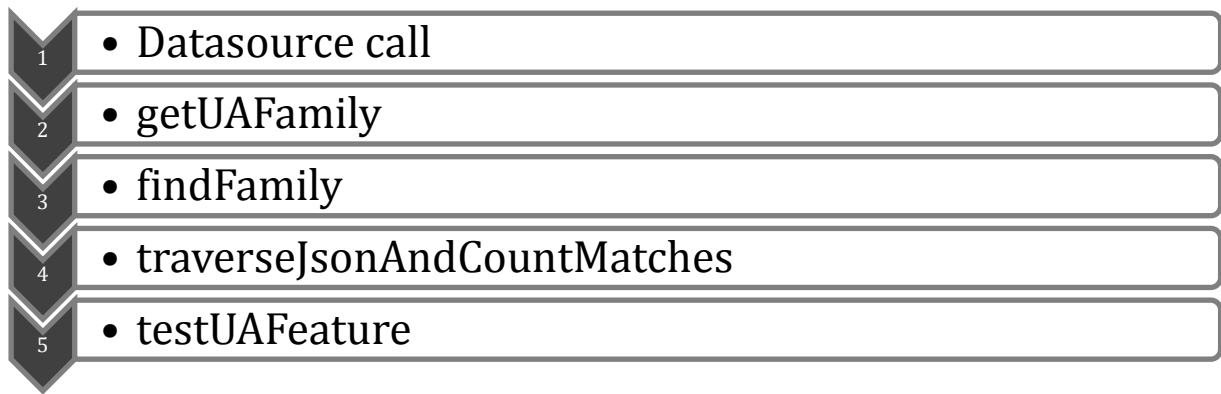 1 • Datasource call
2 • getUAFamily
3 • findFamily
4 • traverseJsonAndCountMatches
5 • testUAFeature